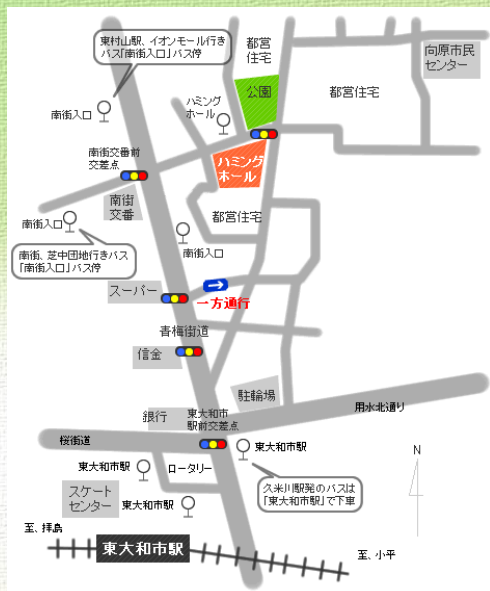 東村山駅、イオンモール行き
バス「南街入口」バス停
都営
住宅
向原市民
センター
公園
都営住宅
南街入口
ハミング
ホール
南街交番前
交差点
ハミング
ホール
南街
交番
都営住宅
南街入口
南街入口
南街、芝中団地行きバス
「南街入口」バス停
スーパー
一方通行
青梅街道
信金
駐輪場
用水北通り
銀行
東大和市
駅前交差点
桜街道
東大和市駅
東大和市駅
ロータリー
久米川駅発のバスは
「東大和市駅」で下車
N
スケート
センター
東大和市駅
至、拝島
東大和市駅
至、小平